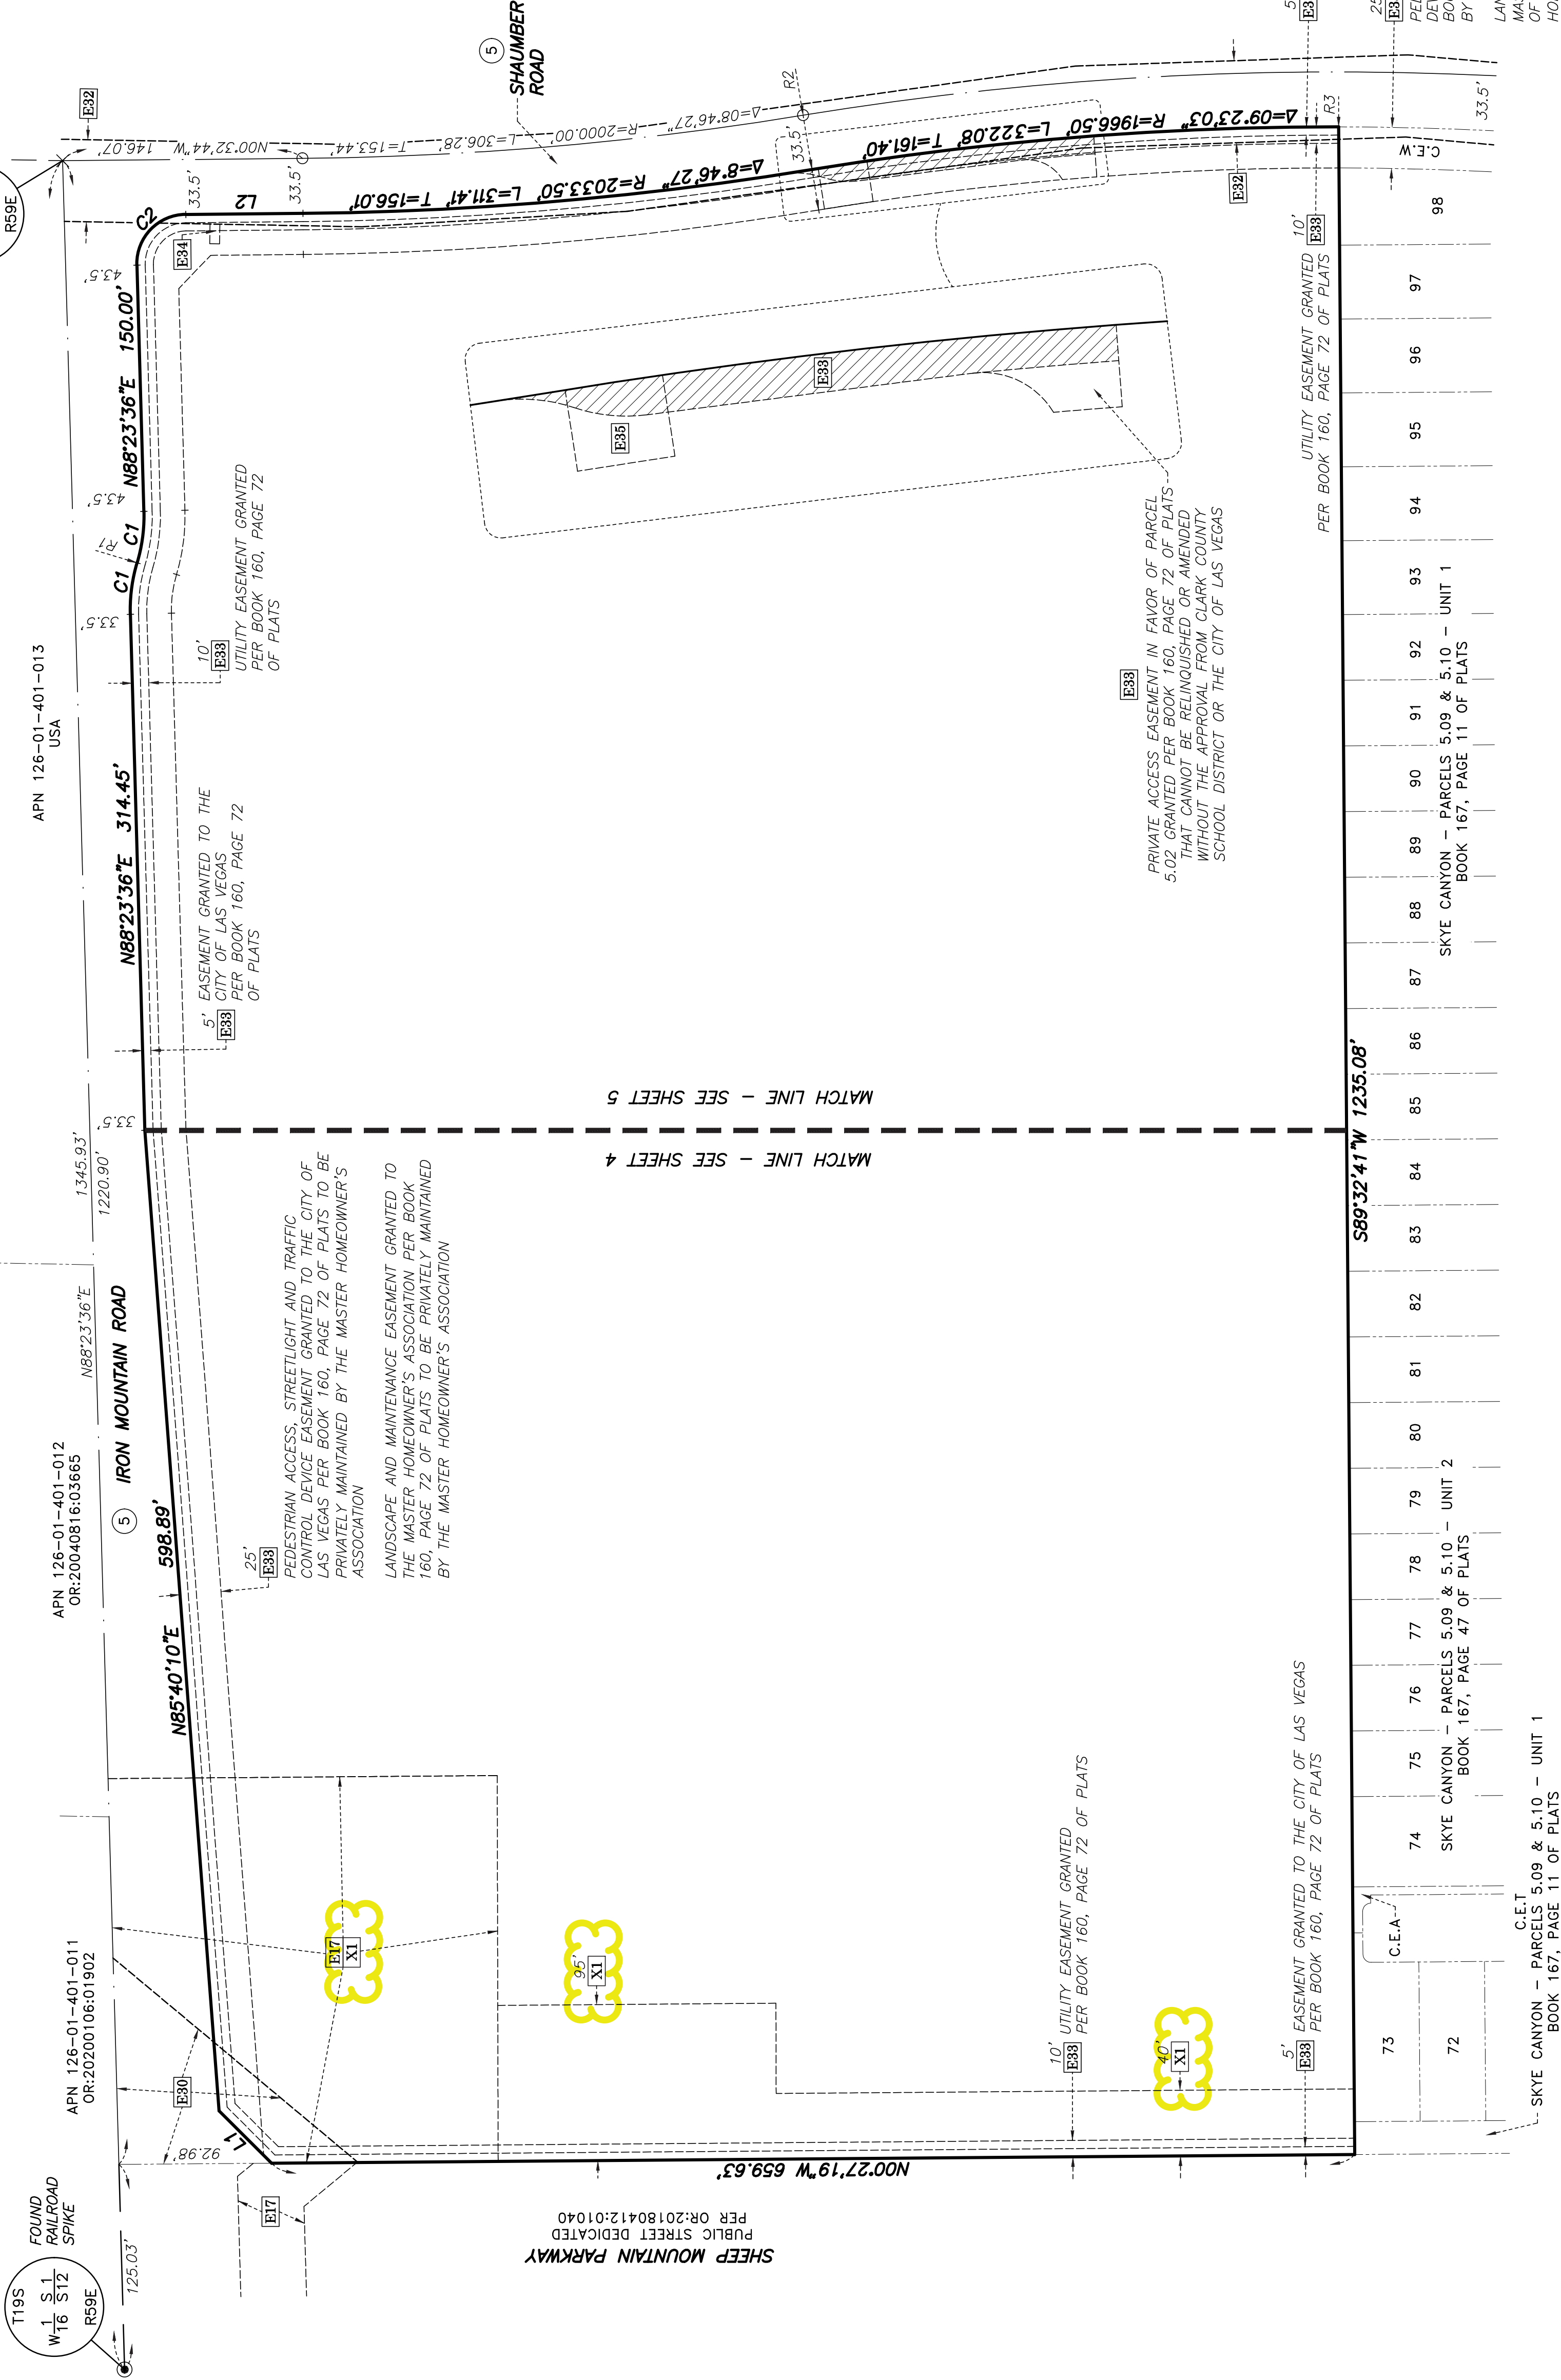 T19S
W 1/16 S 1
S12
R59E
FOUND
RAILROAD
SPIKE
125.03'
92.98'
L1
E17
E30
APN 126-01-401-011
OR:20200106:01902
APN 126-01-401-012
OR:20040816:03665
APN 126-01-401-013
USA
5 IRON MOUNTAIN ROAD
N88°23'36"E
1345.93'
1220.90'
N85°40'10"E 598.89'
33.5'
N88°23'36"E 314.45'
33.5'
C1
R1
C1
43.5'
N88°23'36"E 150.00'
43.5'
C2
R59E
E32
N00°32'44"W 146.07'
33.5'
33.5'
L2
E34
Δ=08°46'27" R=2000.00' L=306.28' T=153.44'
Δ=8°46'27" R=2033.50' L=311.41' T=156.01'
5
SHAUMBER
ROAD
R2
33.5'
Δ=09°23'03" R=1966.50' L=322.08' T=161.40'
R3
E32
C.E.W
33.5'
E17
X1
95'
X1
40'
X1
25'
E33
PEDESTRIAN ACCESS, STREETLIGHT AND TRAFFIC
CONTROL DEVICE EASEMENT GRANTED TO THE CITY OF
LAS VEGAS PER BOOK 160, PAGE 72 OF PLATS TO BE
PRIVATELY MAINTAINED BY THE MASTER HOMEOWNER'S
ASSOCIATION
LANDSCAPE AND MAINTENANCE EASEMENT GRANTED TO
THE MASTER HOMEOWNER'S ASSOCIATION PER BOOK
160, PAGE 72 OF PLATS TO BE PRIVATELY MAINTAINED
BY THE MASTER HOMEOWNER'S ASSOCIATION
5'
E33
EASEMENT GRANTED TO THE
CITY OF LAS VEGAS
PER BOOK 160, PAGE 72
OF PLATS
10'
E33
UTILITY EASEMENT GRANTED
PER BOOK 160, PAGE 72
OF PLATS
MATCH LINE - SEE SHEET 5
MATCH LINE - SEE SHEET 4
E35
E33
E33
PRIVATE ACCESS EASEMENT IN FAVOR OF PARCEL
5.02 GRANTED PER BOOK 160, PAGE 72 OF PLATS
THAT CANNOT BE RELINQUISHED OR AMENDED
WITHOUT THE APPROVAL FROM CLARK COUNTY
SCHOOL DISTRICT OR THE CITY OF LAS VEGAS
10'
E33
UTILITY EASEMENT GRANTED
PER BOOK 160, PAGE 72 OF PLATS
10'
E33
UTILITY EASEMENT GRANTED
PER BOOK 160, PAGE 72 OF PLATS
5'
E33
EASEMENT GRANTED TO THE CITY OF LAS VEGAS
PER BOOK 160, PAGE 72 OF PLATS
N00°27'19"W 659.63'
SHEEP MOUNTAIN PARKWAY
PUBLIC STREET DEDICATED
PER OR:20180412:01040
S89°32'41"W 1235.08'
73
72
C.E.A
C.E.T
74 75 76 77 78 79 80 81 82 83 84 85 86 87 88 89 90 91 92 93 94 95 96 97 98
SKYE CANYON - PARCELS 5.09 & 5.10 - UNIT 2
BOOK 167, PAGE 47 OF PLATS
SKYE CANYON - PARCELS 5.09 & 5.10 - UNIT 1
BOOK 167, PAGE 11 OF PLATS
SKYE CANYON - PARCELS 5.09 & 5.10 - UNIT 1
BOOK 167, PAGE 11 OF PLATS